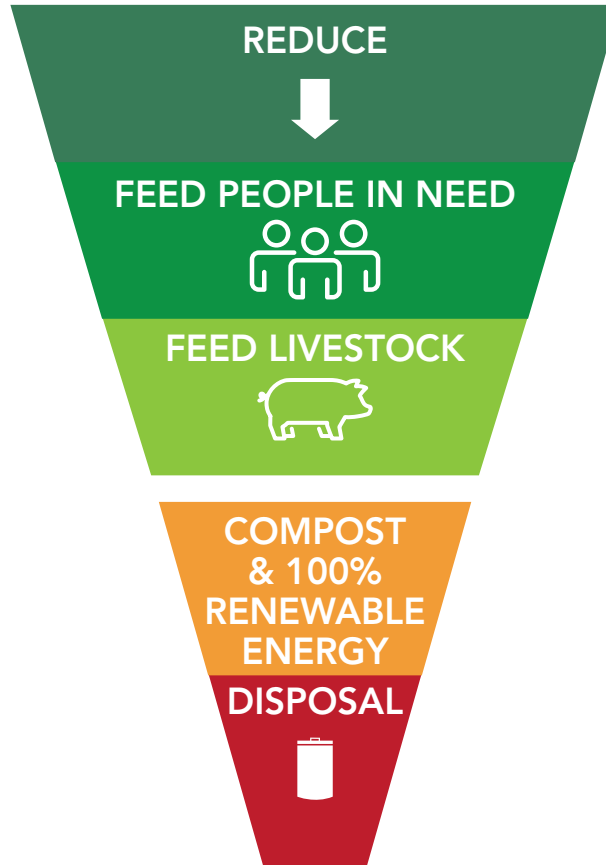 REDUCE
FEED PEOPLE IN NEED
FEED LIVESTOCK
COMPOST
& 100%
RENEWABLE
ENERGY
DISPOSAL